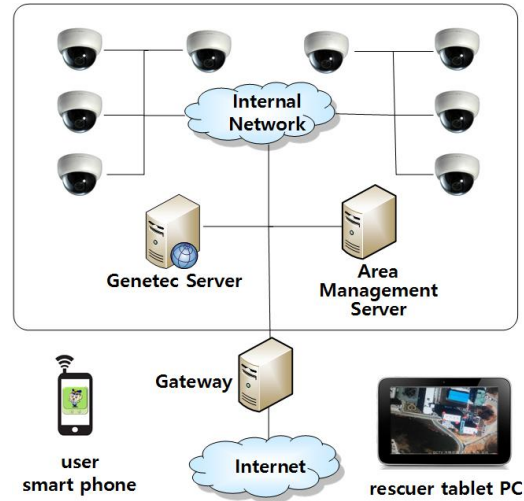 Internal
Network
Genetec Server
Area
Management
Server
Gateway
user
smart phone
Internet
rescuer tablet PC